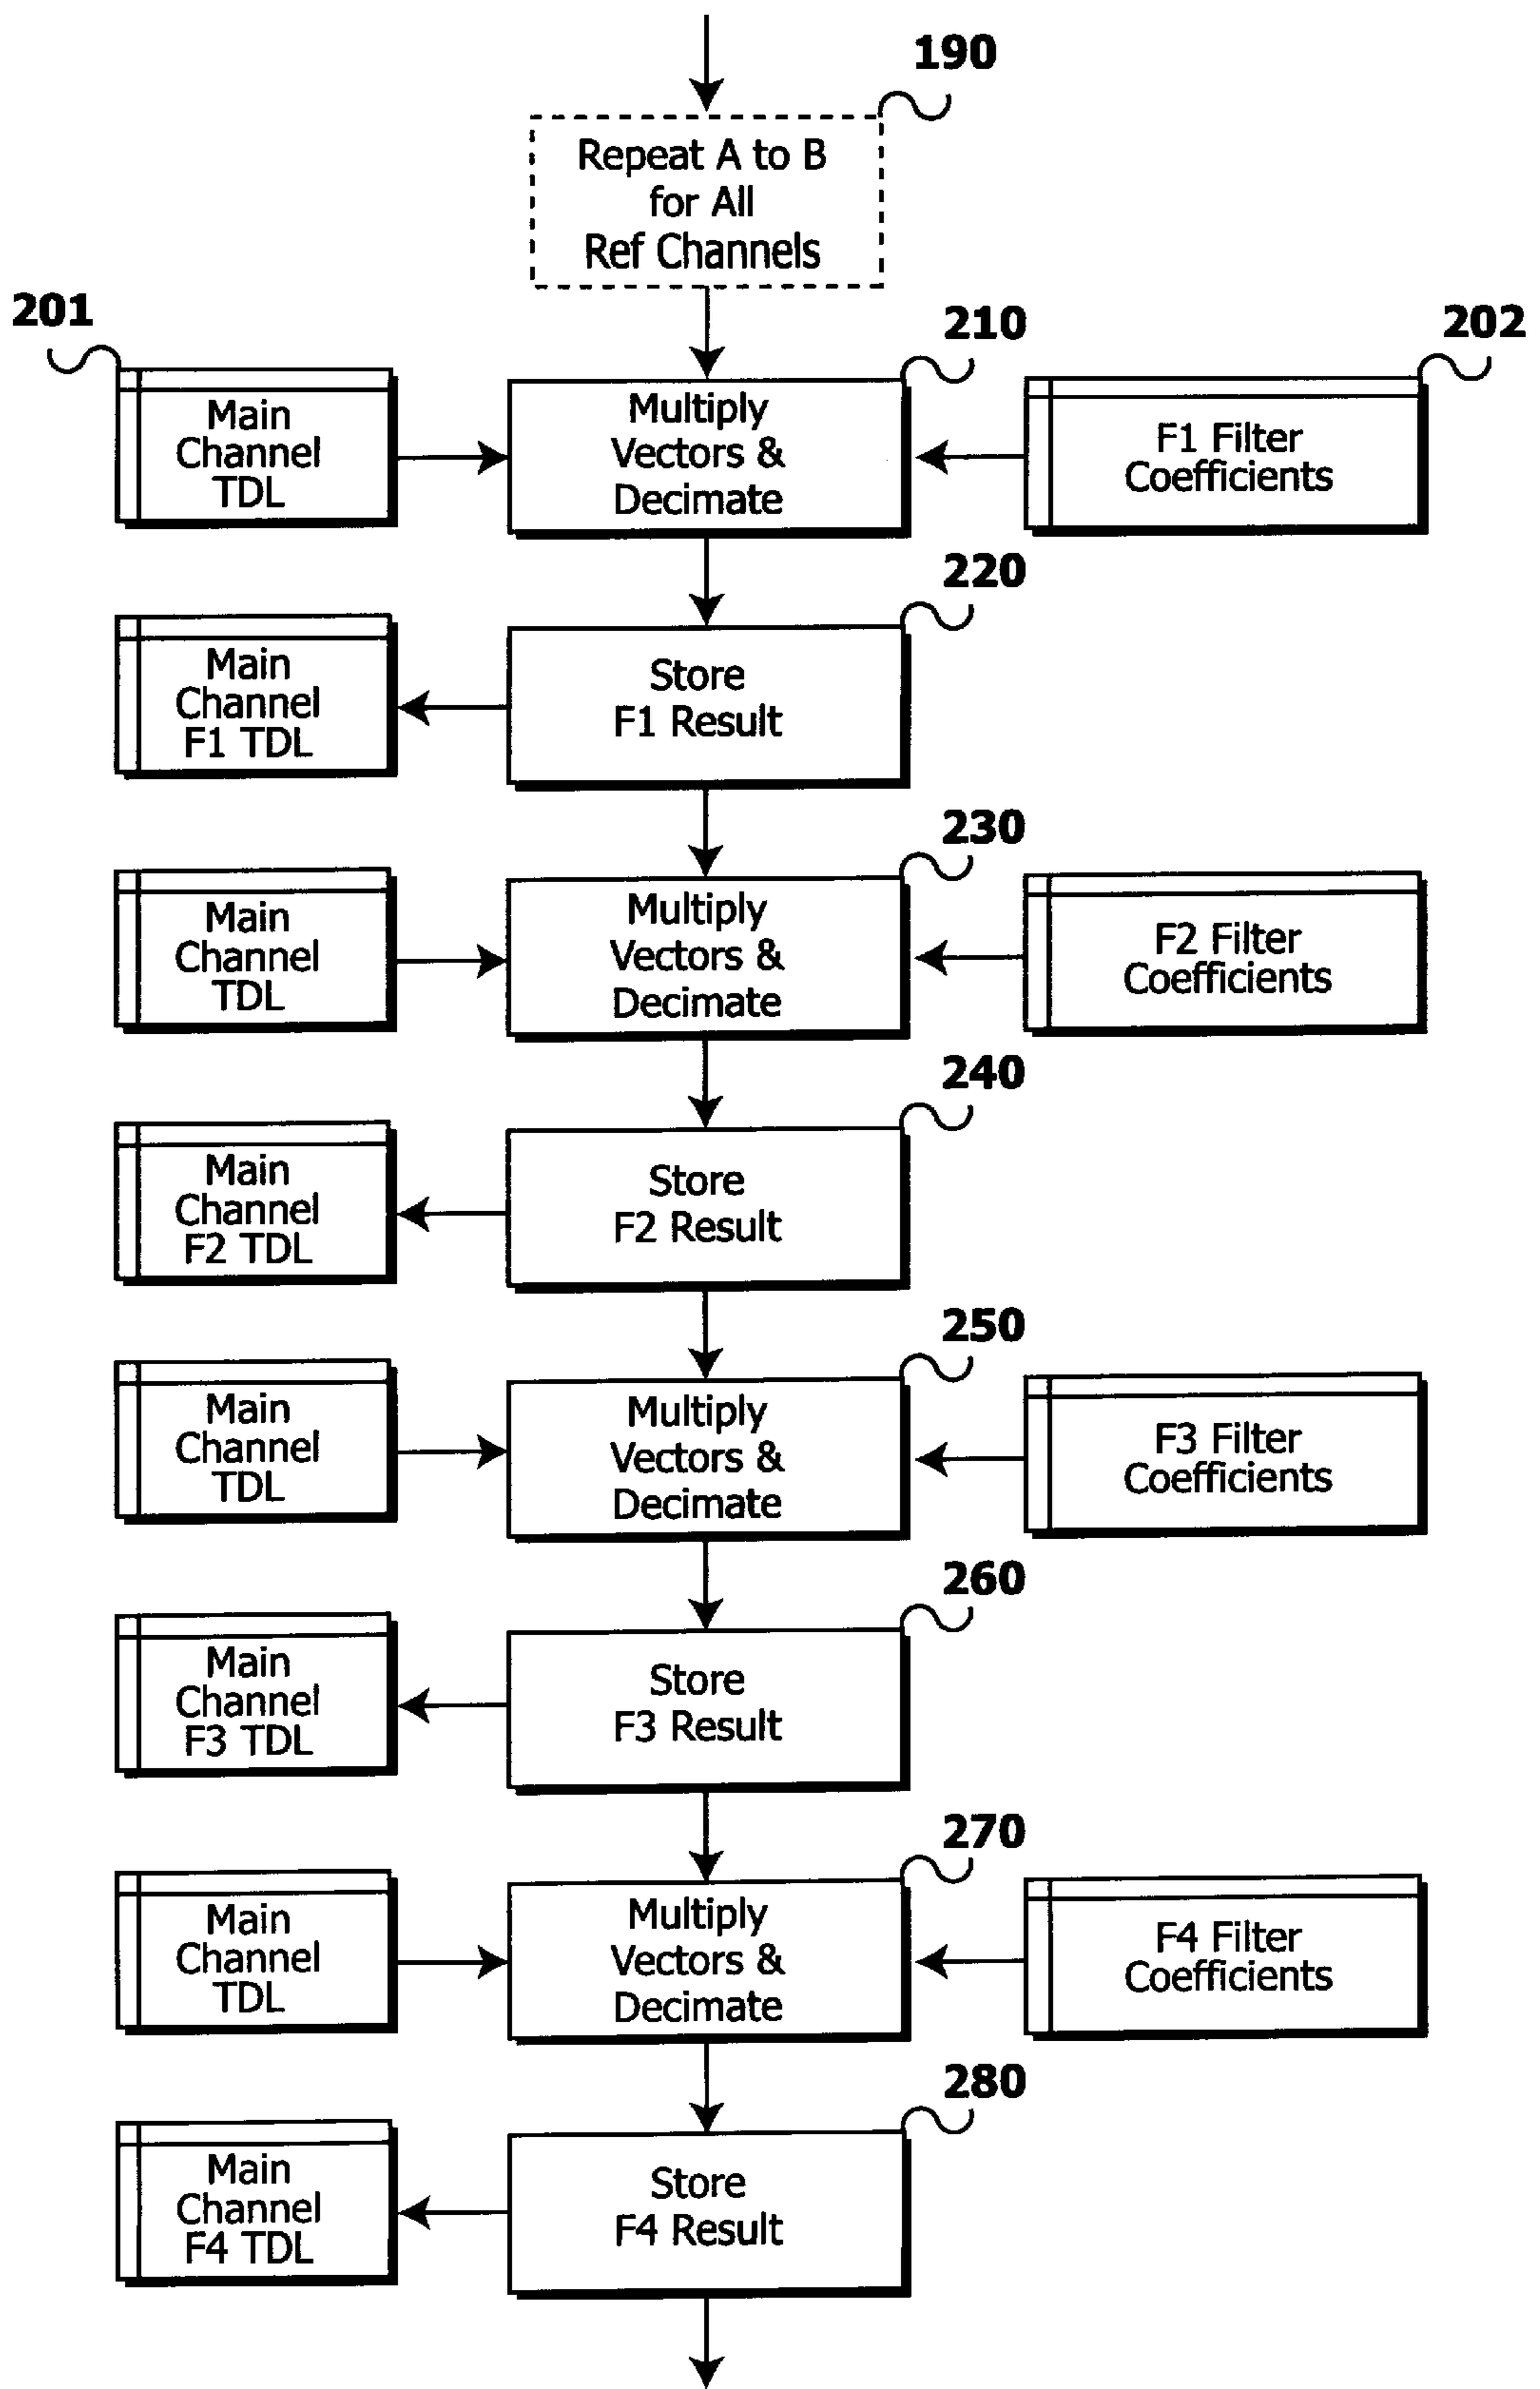 190
Repeat A to B
for All
Ref Channels
201
210
202
Main
Channel
TDL
Multiply
Vectors &
Decimate
F1 Filter
Coefficients
220
Main
Channel
F1 TDL
Store
F1 Result
230
Main
Channel
TDL
Multiply
Vectors &
Decimate
F2 Filter
Coefficients
240
Main
Channel
F2 TDL
Store
F2 Result
250
Main
Channel
TDL
Multiply
Vectors &
Decimate
F3 Filter
Coefficients
260
Main
Channel
F3 TDL
Store
F3 Result
270
Main
Channel
TDL
Multiply
Vectors &
Decimate
F4 Filter
Coefficients
280
Main
Channel
F4 TDL
Store
F4 Result